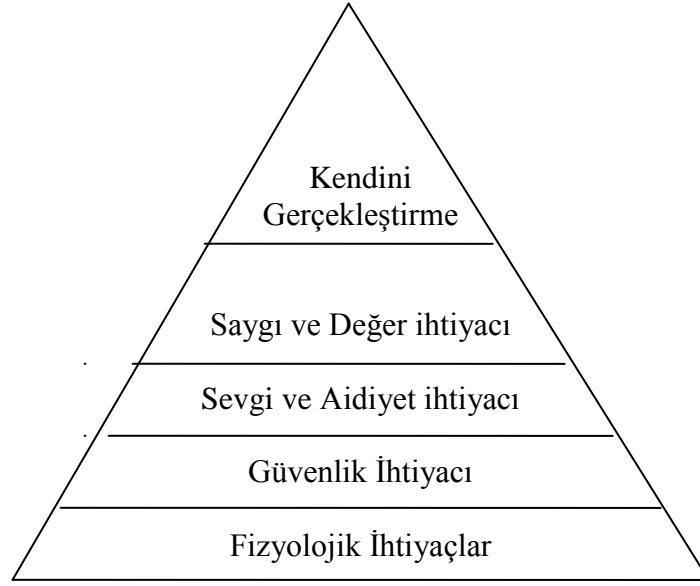 Kendini
Gerçekleştirme
Saygı ve Değer ihtiyacı
Sevgi ve Aidiyet ihtiyacı
Güvenlik İhtiyacı
Fizyolojik İhtiyaçlar